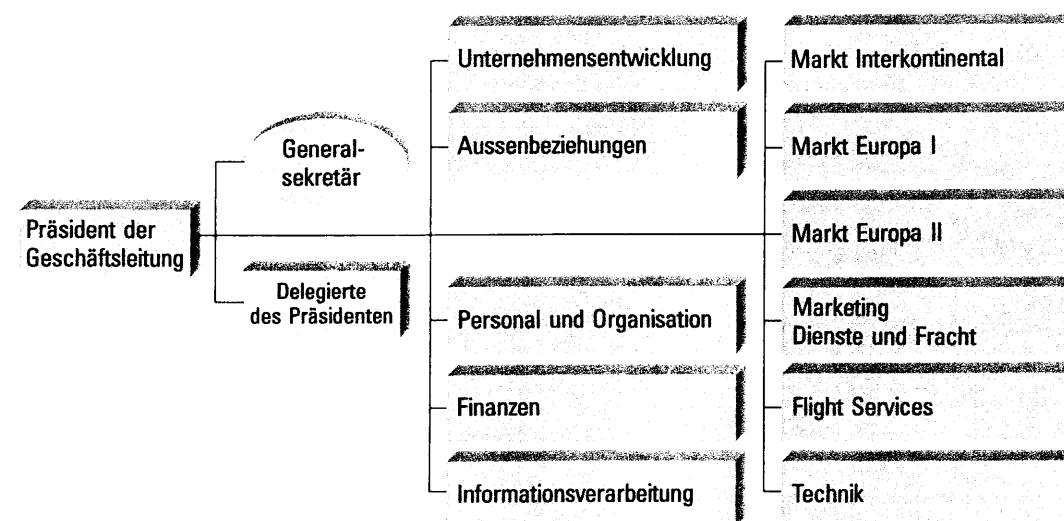 Präsident der
Geschäftsleitung
General-
sekretär
Delegierte
des Präsidenten
Unternehmensentwicklung
Aussenbeziehungen
Personal und Organisation
Finanzen
Informationsverarbeitung
Markt Interkontinental
Markt Europa I
Markt Europa II
Marketing
Dienste und Fracht
Flight Services
Technik